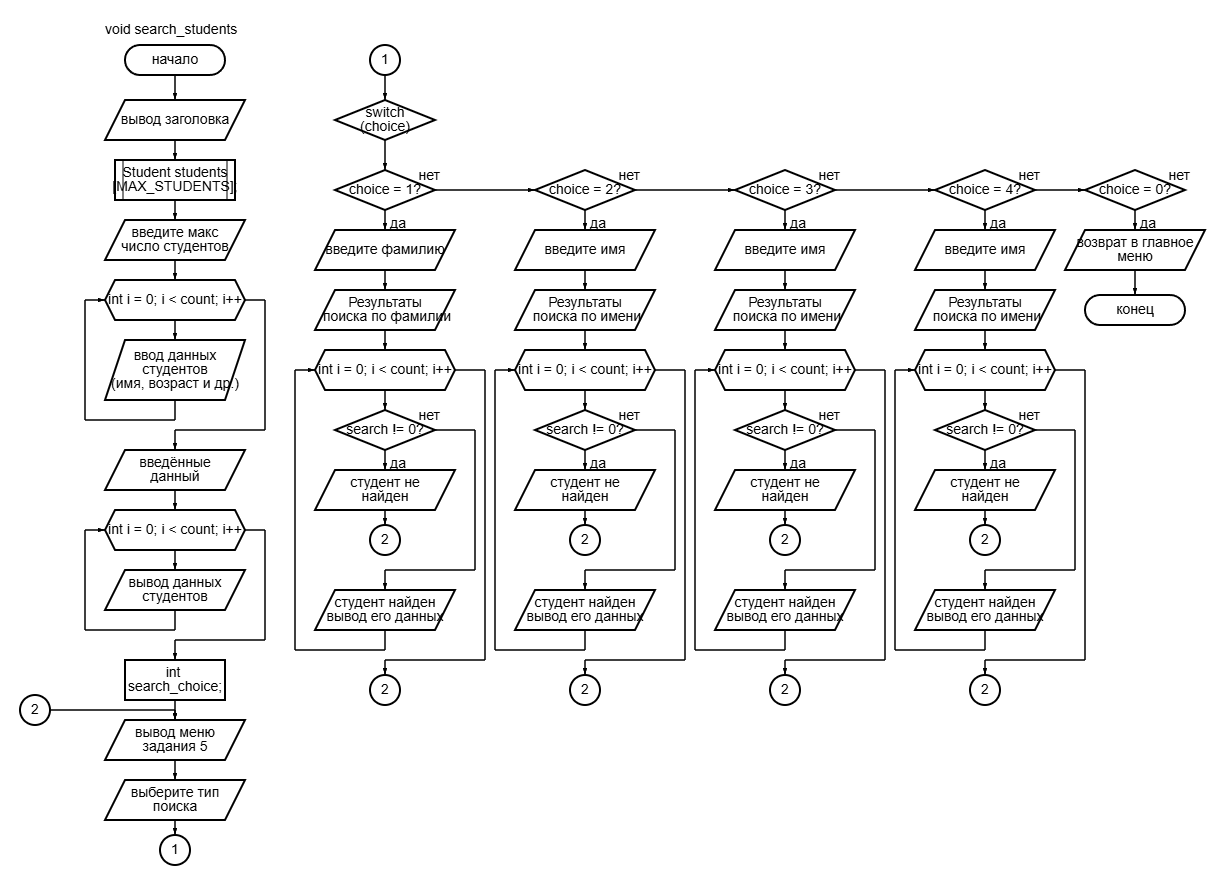 void search_students
начало
вывод заголовка
Student students
[MAX_STUDENTS];
введите макс
число студентов
int i = 0; i < count; i++
ввод данных
студентов
(имя, возраст и др.)
введённые
данный
int i = 0; i < count; i++
вывод данных
студентов
int
search_choice;
2
вывод меню
задания 5
выберите тип
поиска
1
1
switch
(choice)
choice = 1?
нет
да
введите фамилию
Результаты
поиска по фамилии
int i = 0; i < count; i++
search != 0?
нет
да
студент не
найден
2
студент найден
вывод его данных
2
choice = 2?
нет
да
введите имя
Результаты
поиска по имени
int i = 0; i < count; i++
search != 0?
нет
да
студент не
найден
2
студент найден
вывод его данных
2
choice = 3?
нет
да
введите имя
Результаты
поиска по имени
int i = 0; i < count; i++
search != 0?
нет
да
студент не
найден
2
студент найден
вывод его данных
2
choice = 4?
нет
да
введите имя
Результаты
поиска по имени
int i = 0; i < count; i++
search != 0?
нет
да
студент не
найден
2
студент найден
вывод его данных
2
choice = 0?
нет
да
возврат в главное
меню
конец